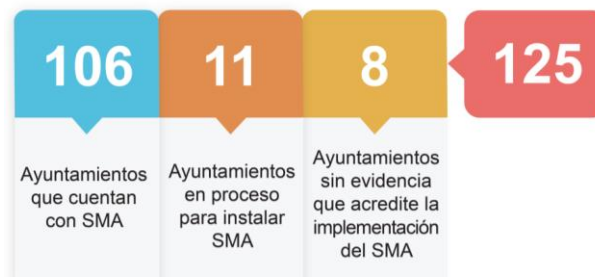 106
11
8
125
Ayuntamientos
que cuentan
con SMA
Ayuntamientos
en proceso
para instalar
SMA
Ayuntamientos
sin evidencia
que acredite la
implementación
del SMA